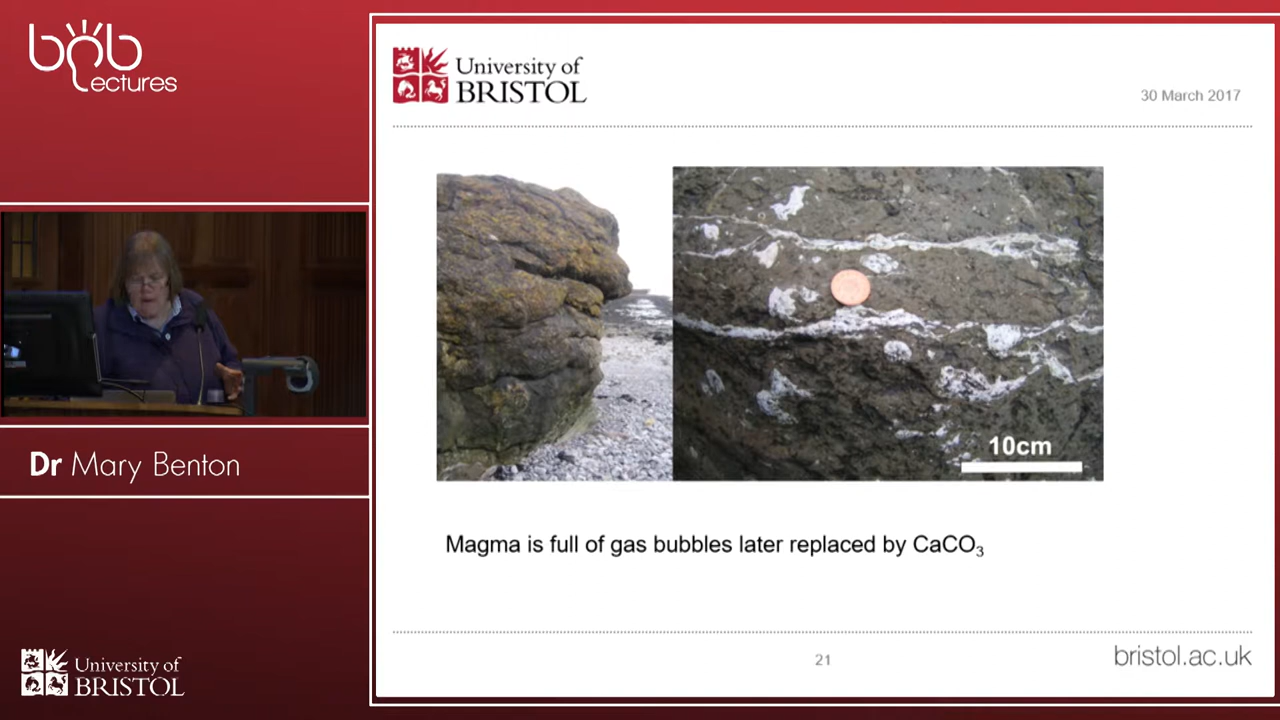 bob
Lectures
University of
BRISTOL
30 March 2017
10cm
Dr Mary Benton
Magma is full of gas bubbles later replaced by CaCO₃
University of
BRISTOL
21
bristol.ac.uk